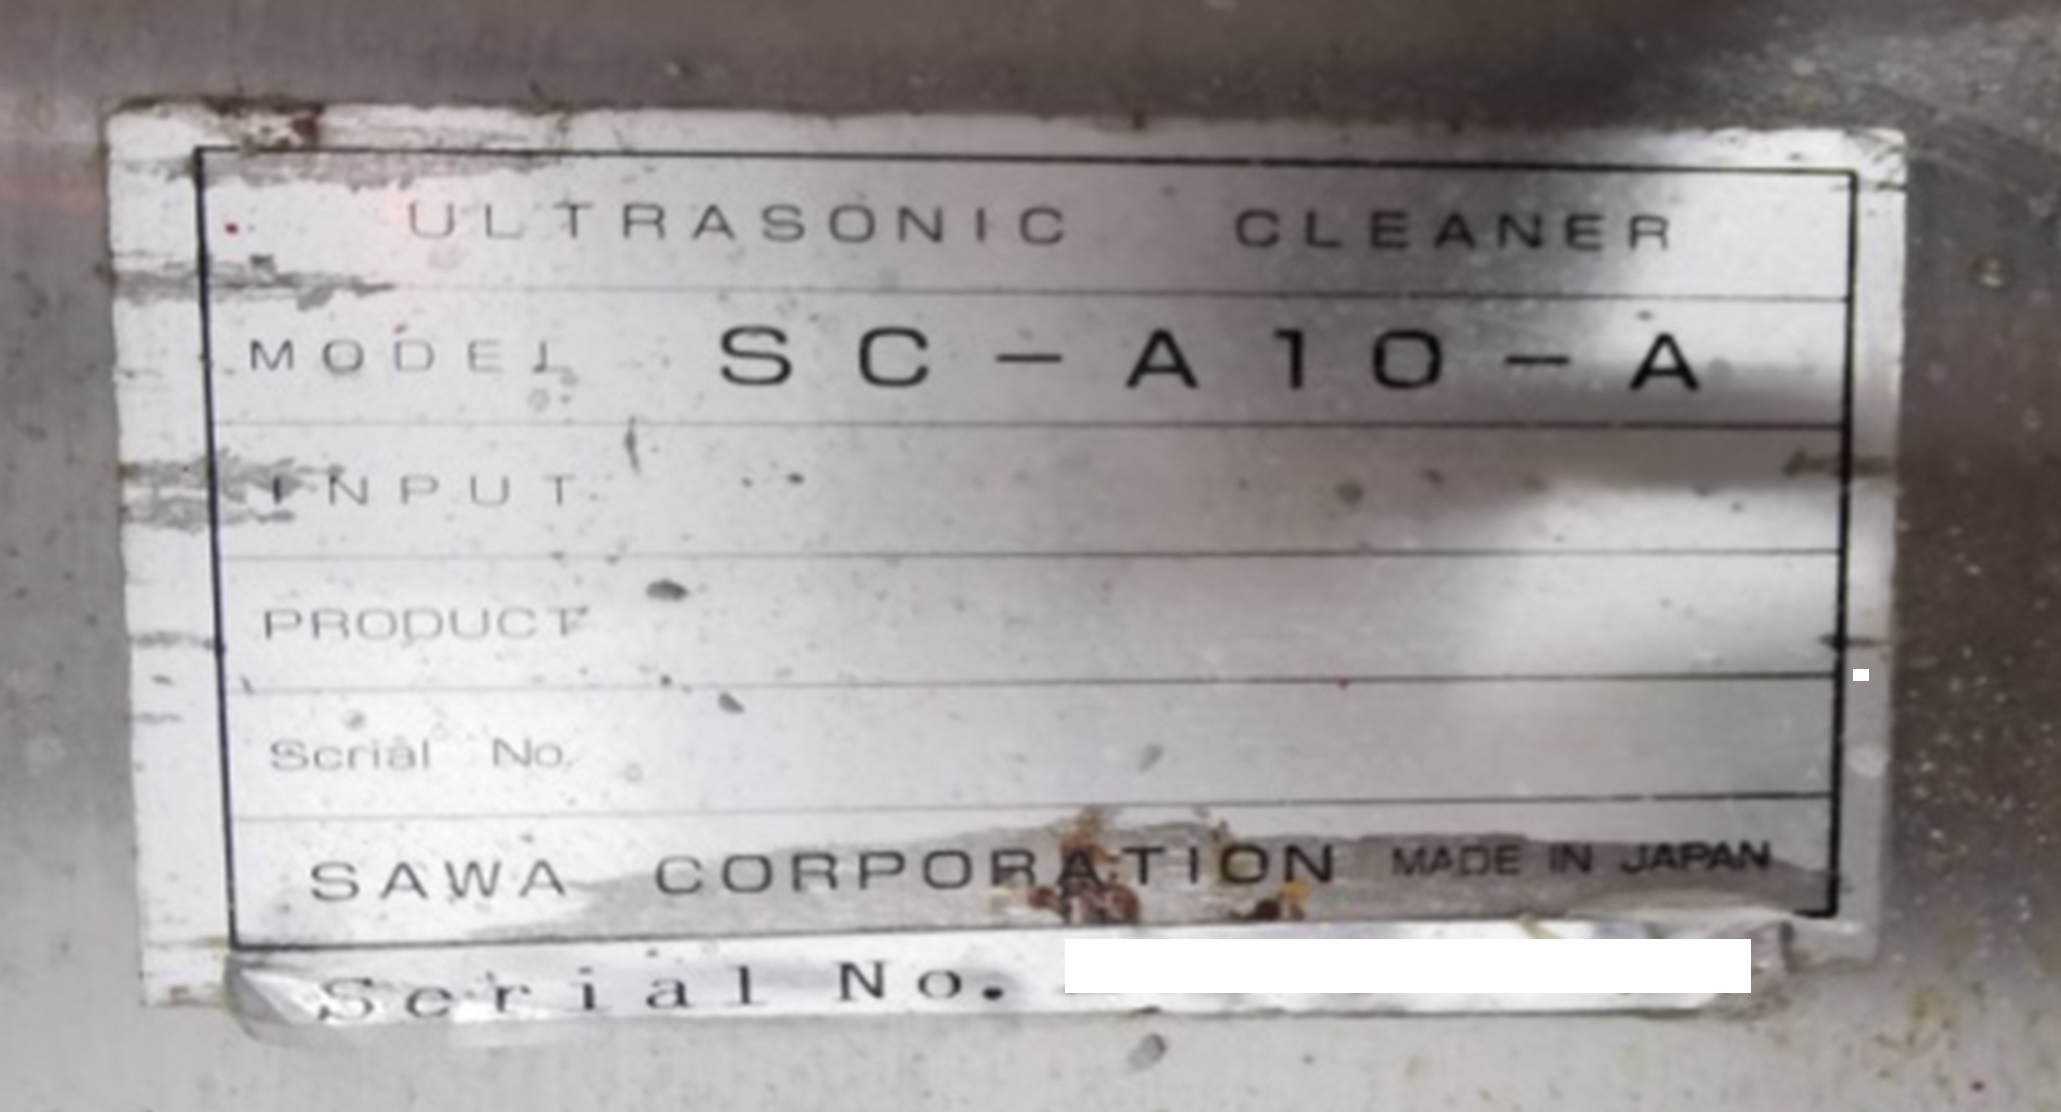 ULTRASONIC CLEANER
MODEL SC-A10-A
INPUT
PRODUCT
Serial No.
SAWA CORPORATION MADE IN JAPAN
Serial No.